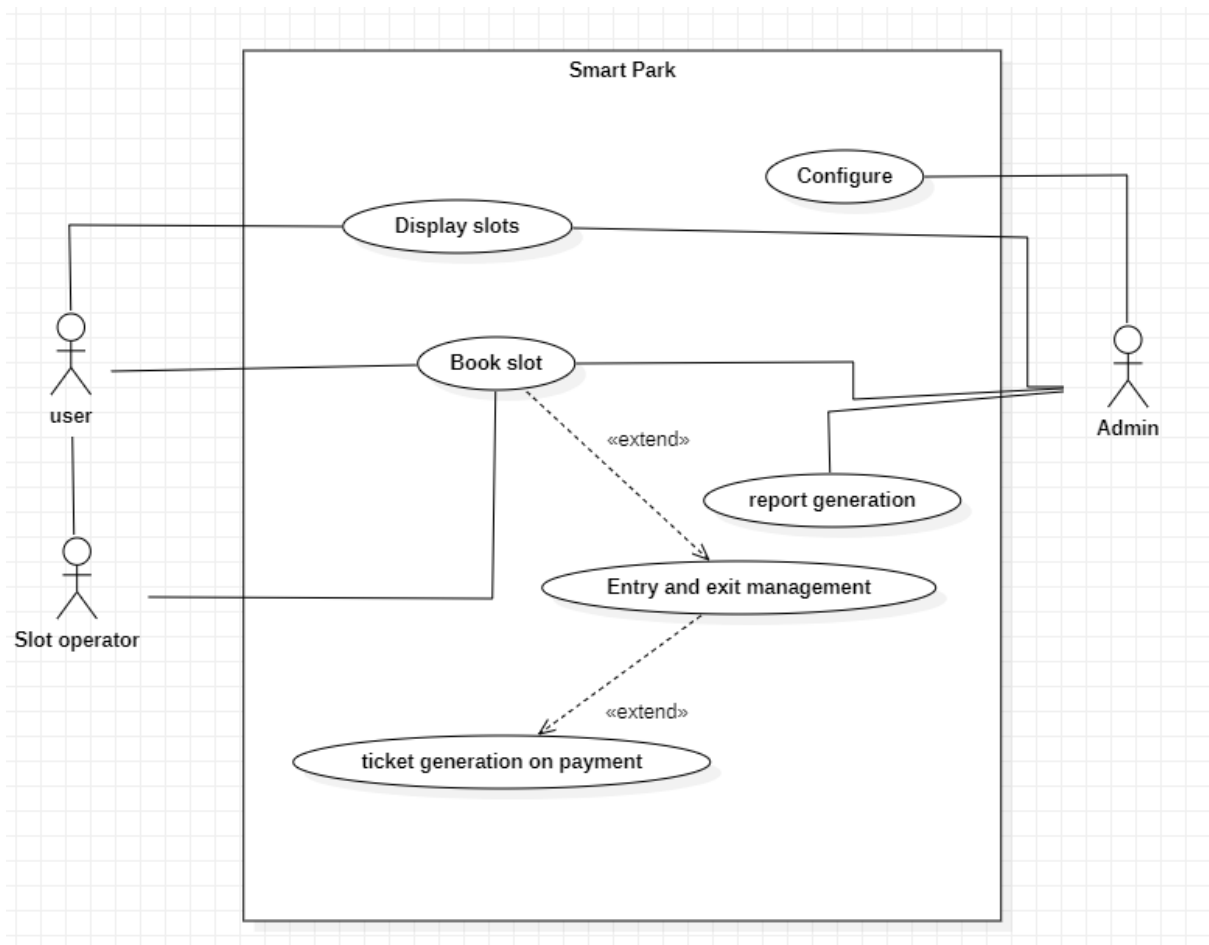 Smart Park
Configure
Display slots
Book slot
user
Admin
«extend»
report generation
Entry and exit management
Slot operator
«extend»
ticket generation on payment